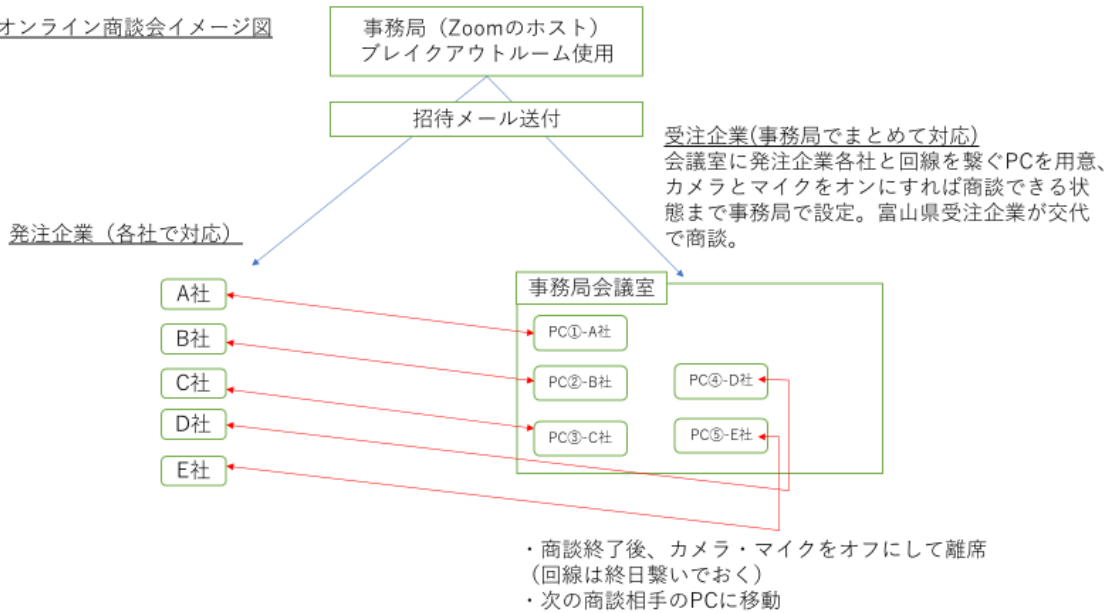 オンライン商談会イメージ図
事務局（Zoomのホスト）
ブレイクアウトルーム使用
招待メール送付
受注企業(事務局でまとめて対応)
会議室に発注企業各社と回線を繋ぐPCを用意、
カメラとマイクをオンにすれば商談できる状
態まで事務局で設定。富山県受注企業が交代
で商談。
発注企業（各社で対応）
A社
B社
C社
D社
E社
事務局会議室
PC①-A社
PC②-B社
PC③-C社
PC④-D社
PC⑤-E社
・商談終了後、カメラ・マイクをオフにして離席
（回線は終日繋いでおく）
・次の商談相手のPCに移動